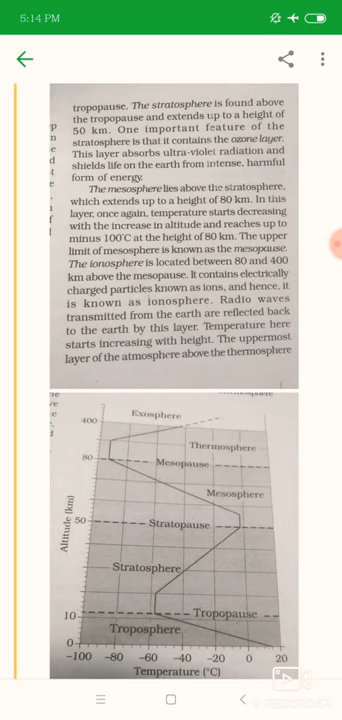 5:14 PM
tropopause. The stratosphere is found above
the tropopause and extends up to a height of
50 km. One important feature of the
stratosphere is that it contains the ozone layer.
This layer absorbs ultra-violet radiation and
shields life on the earth from intense, harmful
form of energy.
The mesosphere lies above the stratosphere,
which extends up to a height of 80 km. In this
layer, once again, temperature starts decreasing
with the increase in altitude and reaches up to
minus 100°C at the height of 80 km. The upper
limit of mesosphere is known as the mesopause.
The ionosphere is located between 80 and 400
km above the mesopause. It contains electrically
charged particles known as ions, and hence, it
is known as ionosphere. Radio waves
transmitted from the earth are reflected back
to the earth by this layer. Temperature here
starts increasing with height. The uppermost
layer of the atmosphere above the thermosphere
Exosphere
400
Thermosphere
80
Mesopause
Mesosphere
50
Stratopause
Altitude (km)
Stratosphere
10
Tropopause
Troposphere
0
-100 -80 -60 -40 -20 0 20
Temperature (°C)